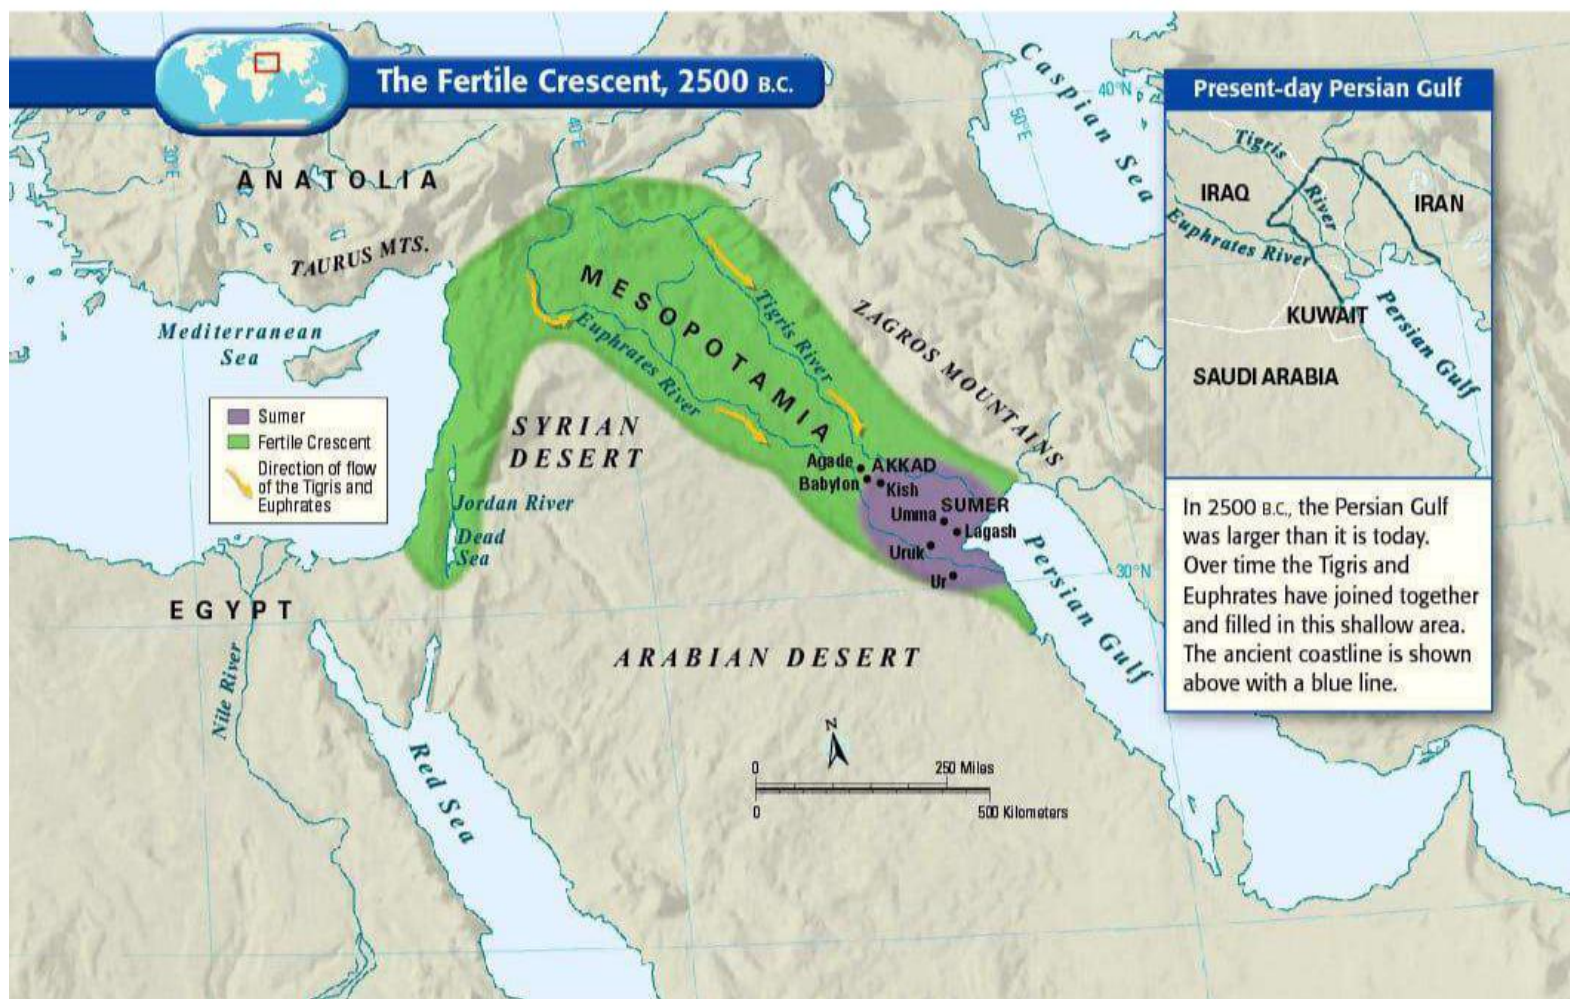 The Fertile Crescent, 2500 B.C.
Caspian Sea
40°N
50°E
40°E
30°E
ANATOLIA
TAURUS MTS.
Mediterranean
Sea
MESOPOTAMIA
Tigris River
Euphrates River
ZAGROS MOUNTAINS
Sumer
Fertile Crescent
Direction of flow
of the Tigris and
Euphrates
SYRIAN
DESERT
Jordan River
Dead
Sea
Agade
AKKAD
Babylon
Kish
SUMER
Umma
Lagash
Uruk
Ur
Persian Gulf
30°N
EGYPT
Nile River
Red Sea
ARABIAN DESERT
N
0
250 Miles
0
500 Kilometers
Present-day Persian Gulf
Tigris
River
IRAQ
IRAN
Euphrates River
KUWAIT
Persian Gulf
SAUDI ARABIA
In 2500 B.C., the Persian Gulf
was larger than it is today.
Over time the Tigris and
Euphrates have joined together
and filled in this shallow area.
The ancient coastline is shown
above with a blue line.